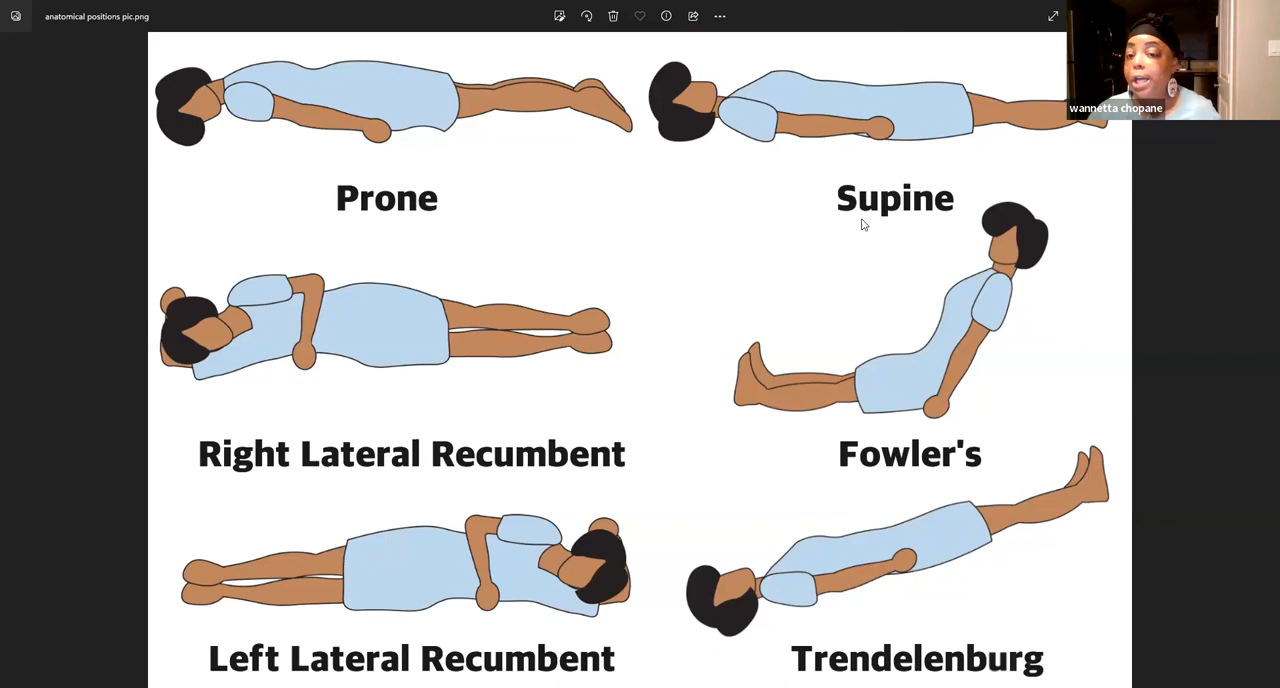 anatomical positions pic.png
wannetta chopane
Prone
Supine
Right Lateral Recumbent
Fowler's
Left Lateral Recumbent
Trendelenburg